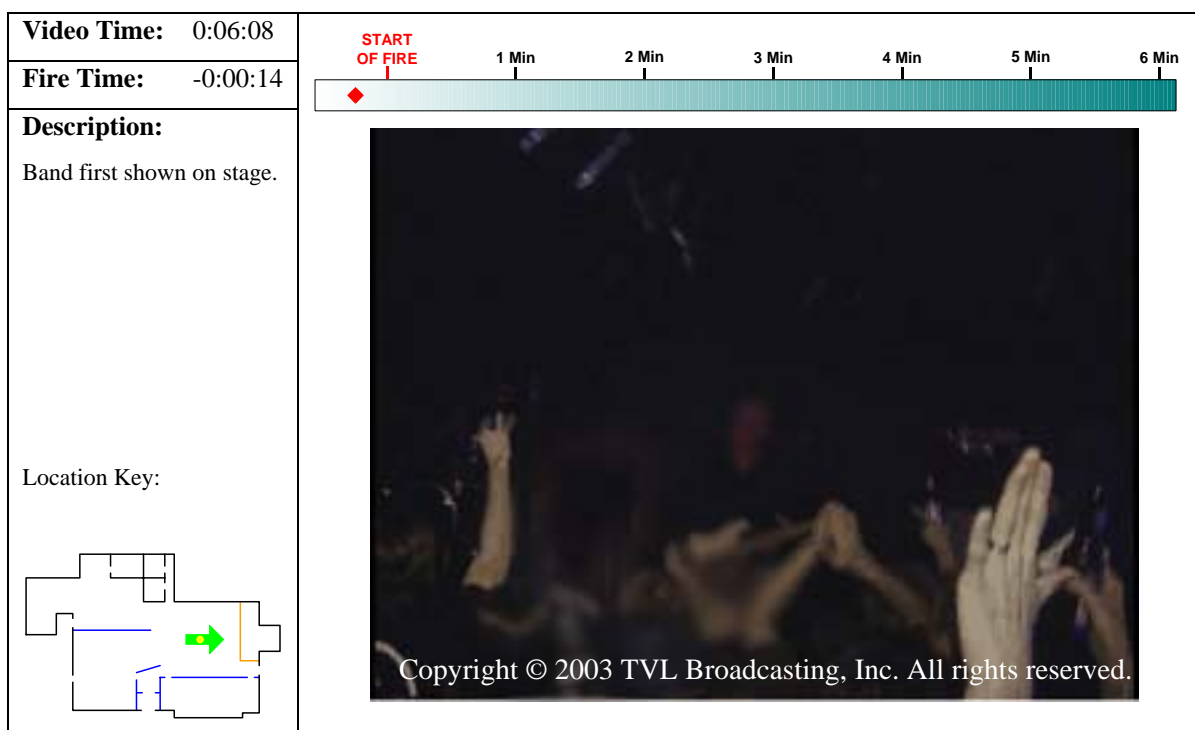 Video Time: 0:06:08
Fire Time: -0:00:14
Description:
Band first shown on stage.
Location Key:
START
OF FIRE
1 Min 2 Min 3 Min 4 Min 5 Min 6 Min
Copyright © 2003 TVL Broadcasting, Inc. All rights reserved.